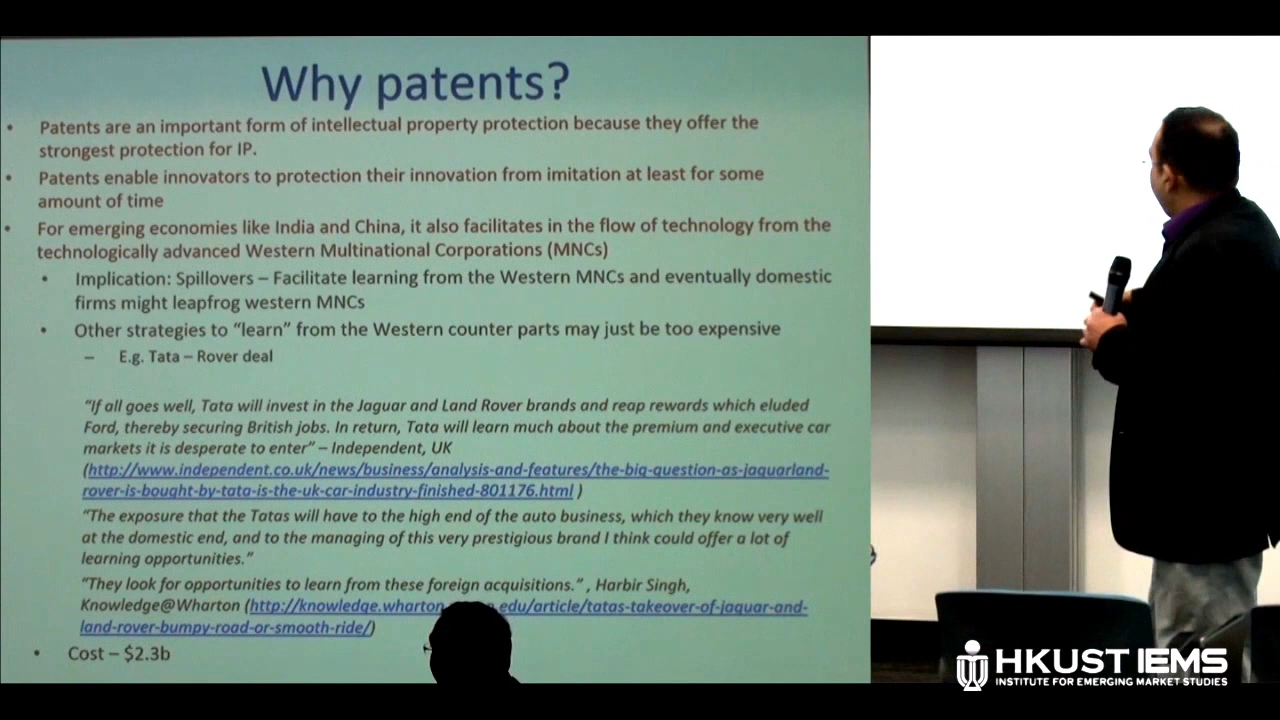 Why patents?
• Patents are an important form of intellectual property protection because they offer the
strongest protection for IP.
• Patents enable innovators to protection their innovation from imitation at least for some
amount of time
• For emerging economies like India and China, it also facilitates in the flow of technology from the
technologically advanced Western Multinational Corporations (MNCs)
• Implication: Spillovers – Facilitate learning from the Western MNCs and eventually domestic
firms might leapfrog western MNCs
• Other strategies to “learn” from the Western counter parts may just be too expensive
– E.g. Tata – Rover deal
“If all goes well, Tata will invest in the Jaguar and Land Rover brands and reap rewards which eluded
Ford, thereby securing British jobs. In return, Tata will learn much about the premium and executive car
markets it is desperate to enter” – Independent, UK
(http://www.independent.co.uk/news/business/analysis-and-features/the-big-question-as-jaguarland-
rover-is-bought-by-tata-is-the-uk-car-industry-finished-801176.html )
“The exposure that the Tatas will have to the high end of the auto business, which they know very well
at the domestic end, and to the managing of this very prestigious brand I think could offer a lot of
learning opportunities.”
“They look for opportunities to learn from these foreign acquisitions.” , Harbir Singh,
Knowledge@Wharton (http://knowledge.wharton edu/article/tatas-takeover-of-jaguar-and-
land-rover-bumpy-road-or-smooth-ride/)
• Cost – $2.3b
HKUST IEMS
INSTITUTE FOR EMERGING MARKET STUDIES